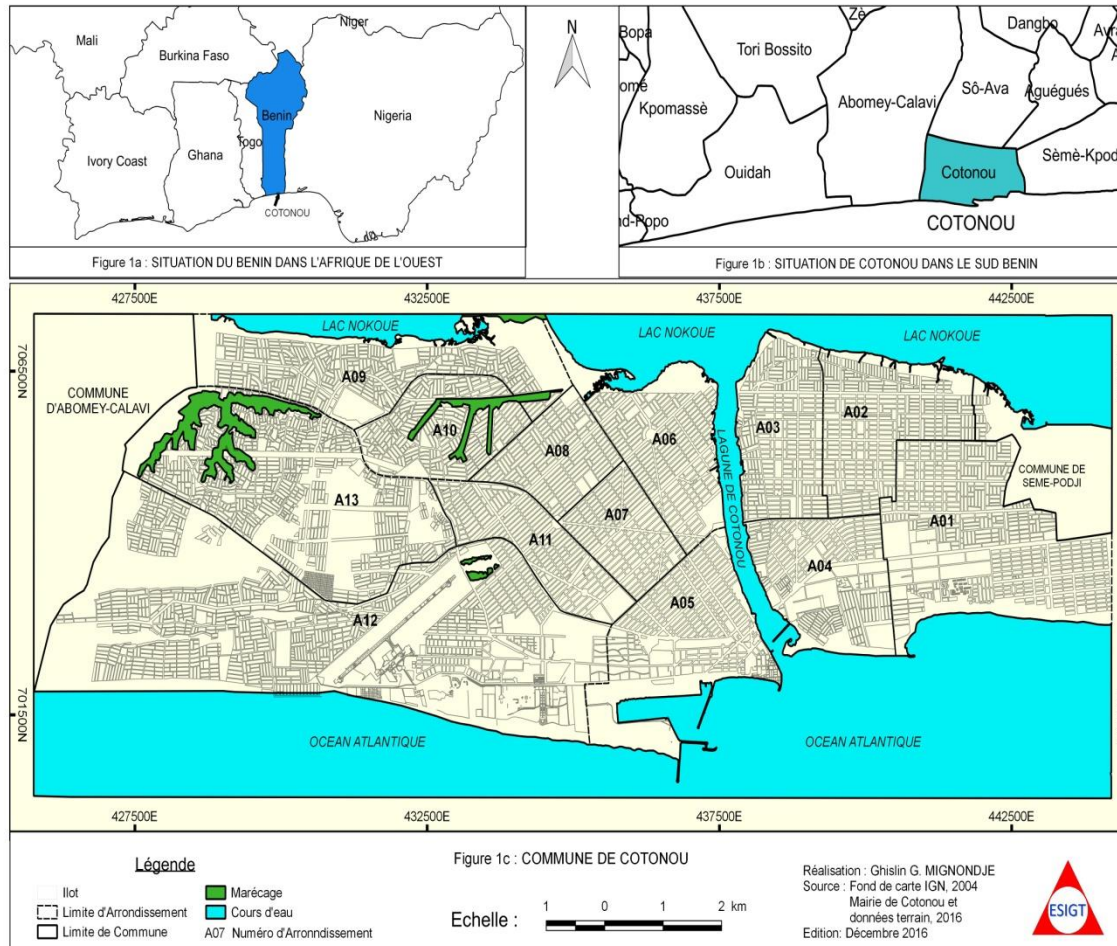 Mali
Niger
Burkina Faso
Benin
Nigeria
Togo
Ghana
Ivory Coast
COTONOU
Figure 1a : SITUATION DU BENIN DANS L'AFRIQUE DE L'OUEST
N
Bopa
Zè
Dangbo
Tori Bossito
Kpomassè
Abomey-Calavi
Sô-Ava
Aguégués
Ouidah
Cotonou
Sèmè-Kpod
nd-Popo
COTONOU
Figure 1b : SITUATION DE COTONOU DANS LE SUD BENIN
427500E
432500E
437500E
442500E
LAC NOKOUE
LAC NOKOUE
LAC NOKOUE
706500N
COMMUNE
D'ABOMEY-CALAVI
A09
A10
A08
A06
A03
A02
LAGUNE DE COTONOU
COMMUNE DE
SEME-PODJI
A13
A11
A07
A01
A04
A05
A12
701500N
OCEAN ATLANTIQUE
OCEAN ATLANTIQUE
427500E
432500E
437500E
442500E
Figure 1c : COMMUNE DE COTONOU
Légende
Ilot
Limite d'Arrondissement
Limite de Commune
Marécage
Cours d'eau
A07 Numéro d'Arronndissement
Echelle :
1 0 1 2 km
Réalisation : Ghislin G. MIGNONDJE
Source : Fond de carte IGN, 2004
Mairie de Cotonou et
données terrain, 2016
Edition: Décembre 2016
ESIGT